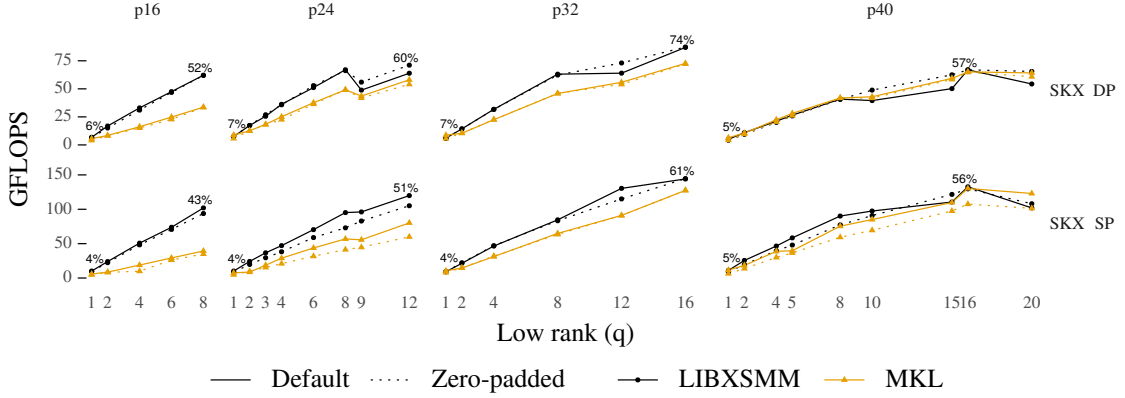 p16 p24 p32 p40
75 52% 60% 74% 57% SKX DP
50
25 6% 7% 7% 5%
0
GFLOPS
150 43% 51% 61% 56% SKX SP
100
50 4% 4% 4% 5%
0
1 2 4 6 8 1 2 3 4 6 8 9 12 1 2 4 8 12 16 1 2 4 5 8 10 15 16 20
Low rank (q)
Default Zero-padded LIBXSMM MKL